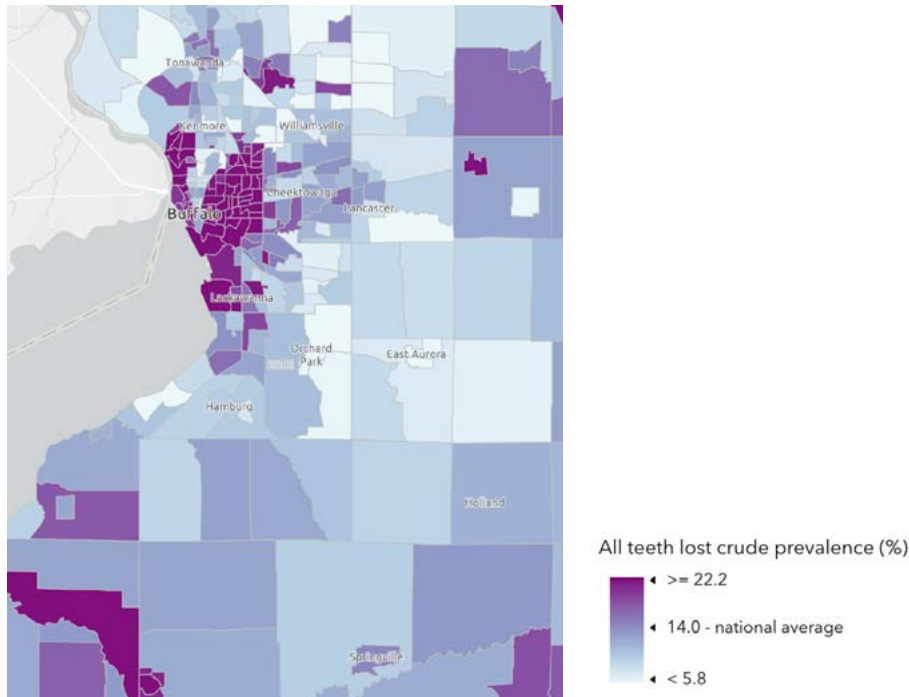 Tonawanda
Kenmore
Williamsville
Cheektowaga
Lancaster
Buffalo
Lackawanna
Orchard
Park
East Aurora
Hamburg
Holland
Springville
All teeth lost crude prevalence (%)
>= 22.2
14.0 - national average
< 5.8